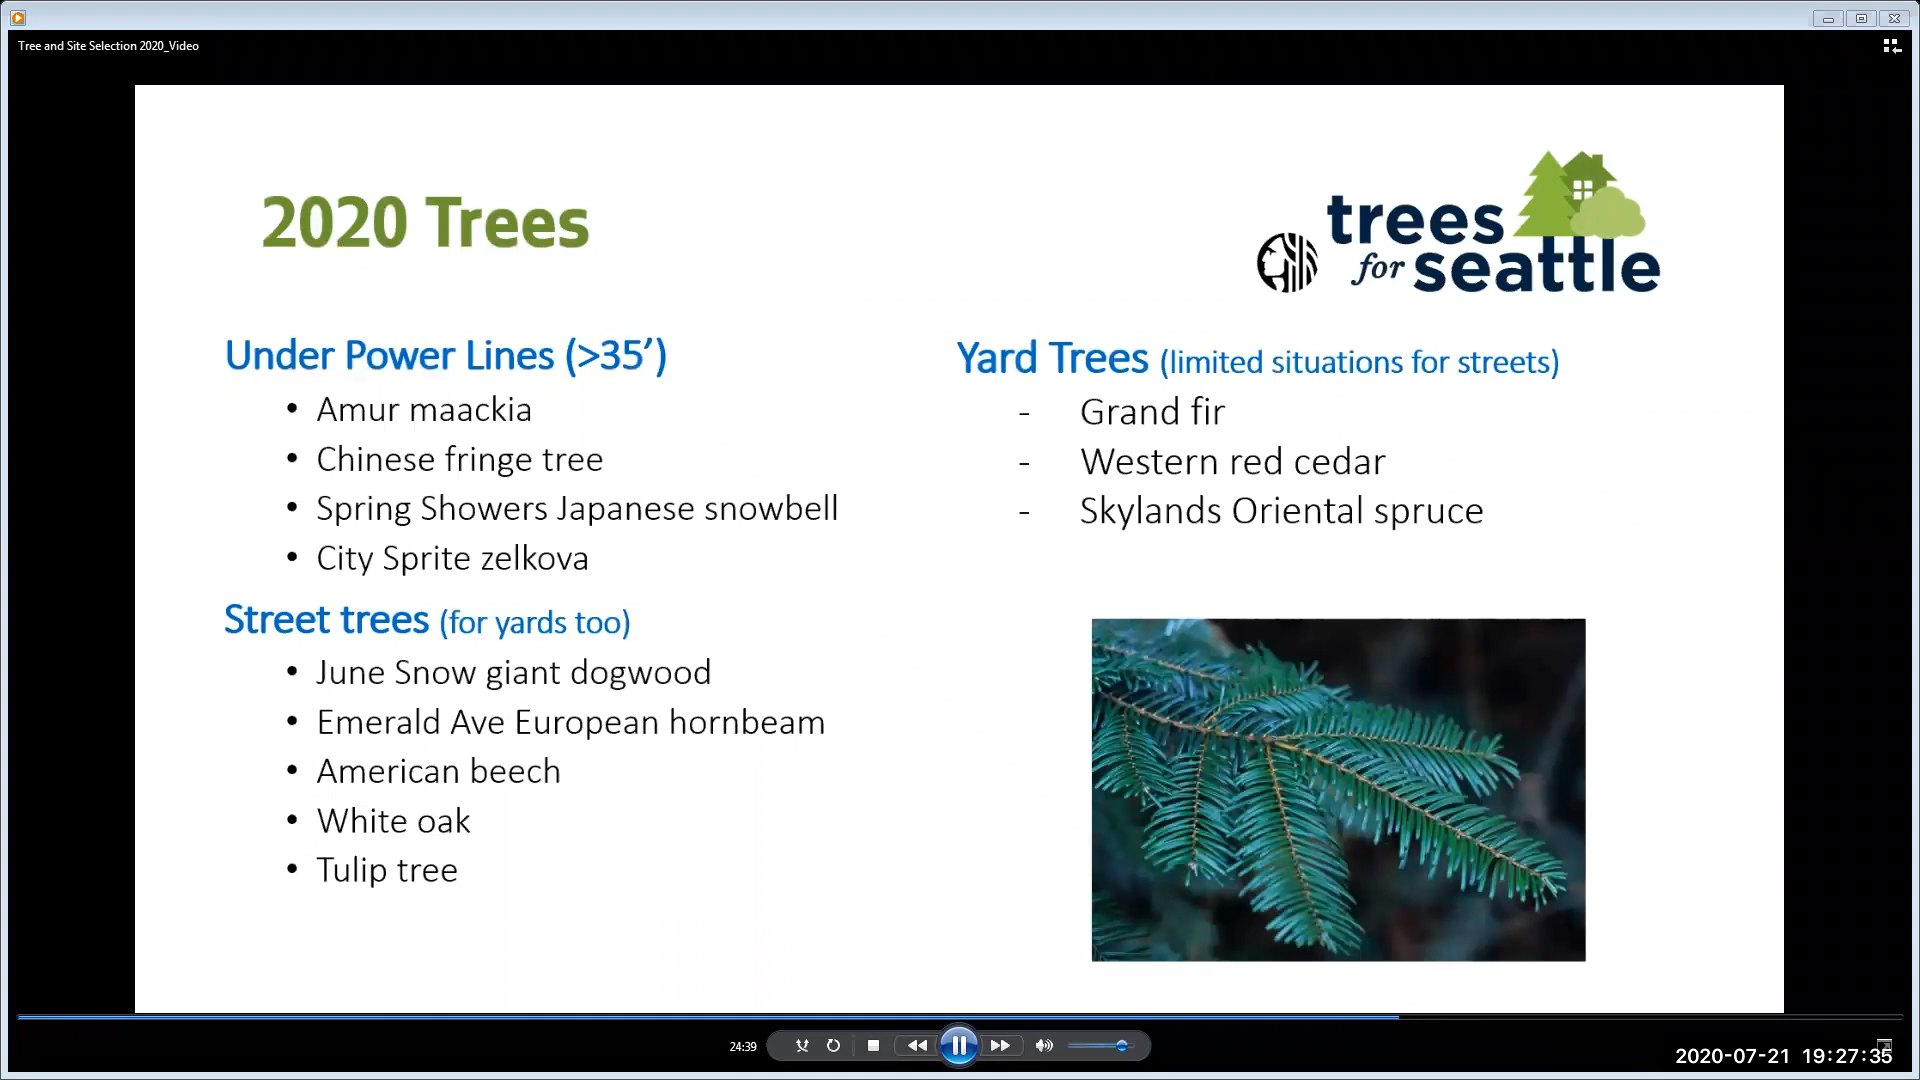 Tree and Site Selection 2020_Video
2020 Trees
trees
for seattle
Under Power Lines (>35’)
• Amur maackia
• Chinese fringe tree
• Spring Showers Japanese snowbell
• City Sprite zelkova
Street trees (for yards too)
• June Snow giant dogwood
• Emerald Ave European hornbeam
• American beech
• White oak
• Tulip tree
Yard Trees (limited situations for streets)
- Grand fir
- Western red cedar
- Skylands Oriental spruce
24:39
2020-07-21 19:27:35